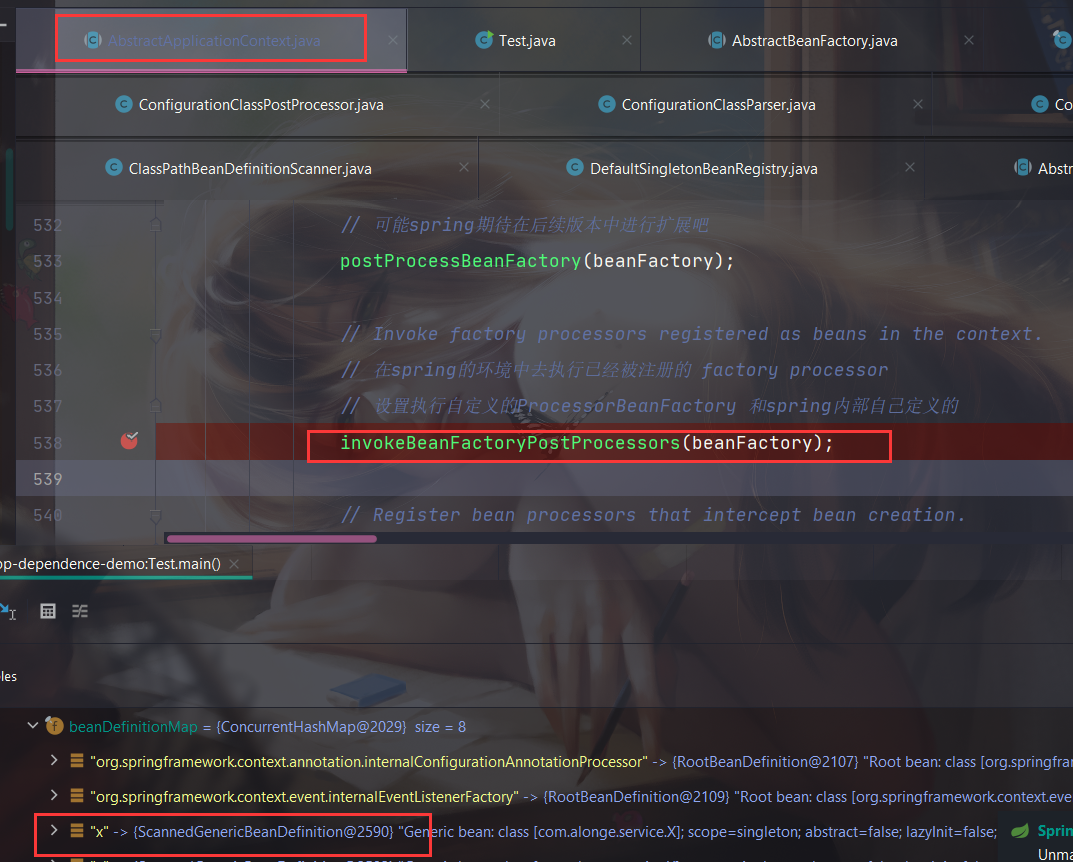 AbstractApplicationContext.java Test.java AbstractBeanFactory.java
ConfigurationClassPostProcessor.java ConfigurationClassParser.java Co
ClassPathBeanDefinitionScanner.java DefaultSingletonBeanRegistry.java Abstr
532 // 可能spring期待在后续版本中进行扩展吧
533 postProcessBeanFactory(beanFactory);
534
535 // Invoke factory processors registered as beans in the context.
536 // 在spring的环境中去执行已经被注册的 factory processor
537 // 设置执行自定义的ProcessorBeanFactory 和spring内部自己定义的
538 invokeBeanFactoryPostProcessors(beanFactory);
539
540 // Register bean processors that intercept bean creation.
op-dependence-demo:Test.main()
les
beanDefinitionMap = {ConcurrentHashMap@2029} size = 8
"org.springframework.context.annotation.internalConfigurationAnnotationProcessor" -> {RootBeanDefinition@2107} "Root bean: class [org.springfram
"org.springframework.context.event.internalEventListenerFactory" -> {RootBeanDefinition@2109} "Root bean: class [org.springframework.context.eve
"x" -> {ScannedGenericBeanDefinition@2590} "Generic bean: class [com.alonge.service.X]; scope=singleton; abstract=false; lazyInit=false; Sprin
Unma